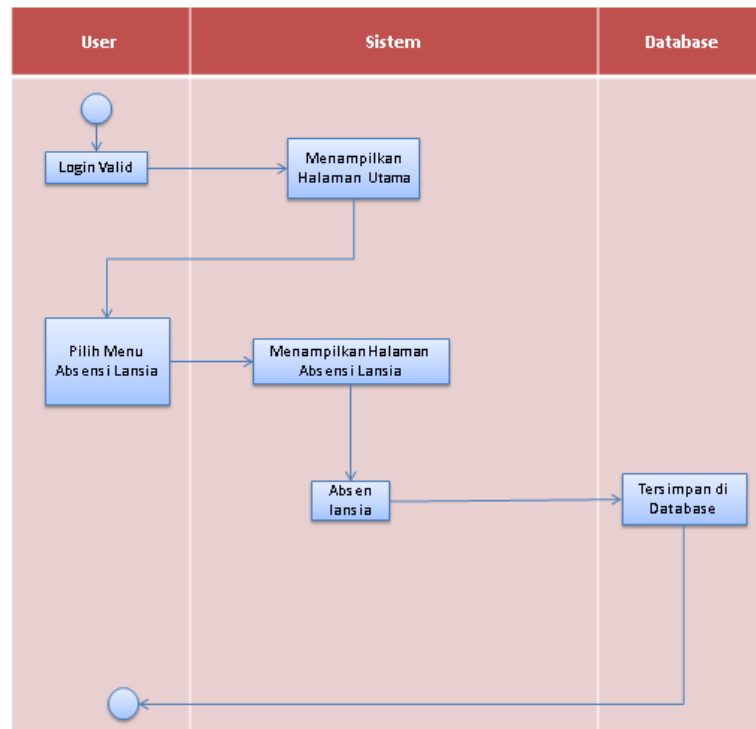 User
Sistem
Database
Login Valid
Menampilkan
Halaman Utama
Pilih Menu
Absensi Lansia
Menampilkan Halaman
Absensi Lansia
Absen
lansia
Tersimpan di
Database